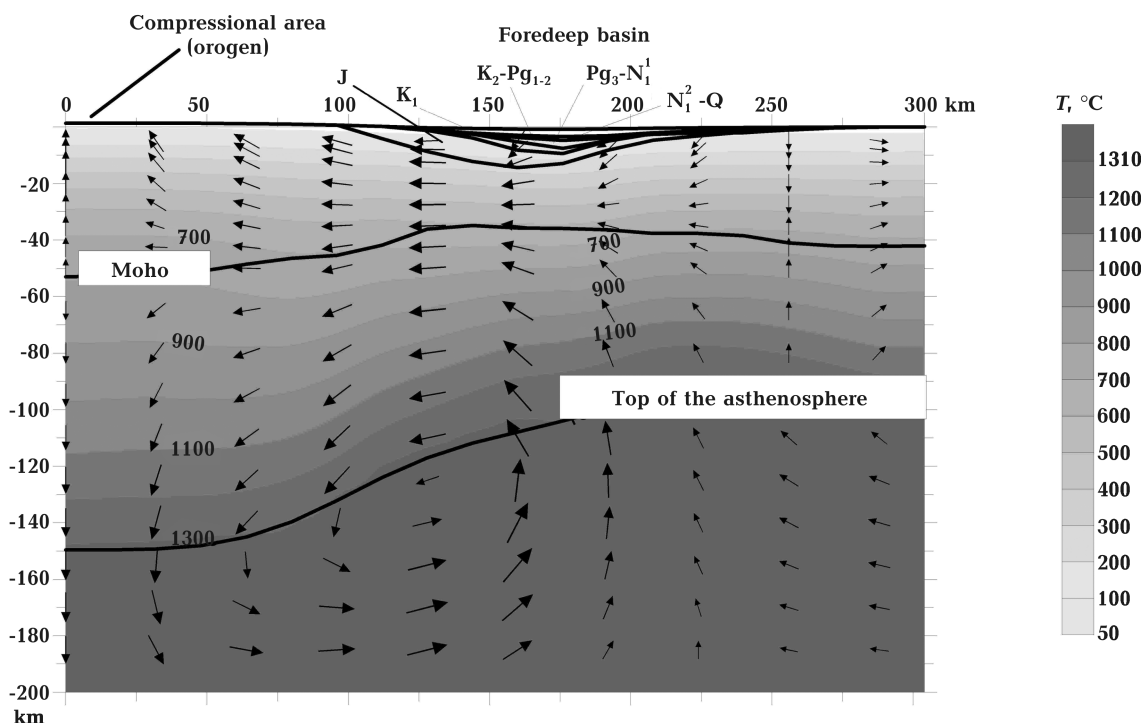 Compressional area
(orogen)
Foredeep basin
J
K₁
K₂-Pg₁₋₂
Pg₃-N₁¹
N₁²-Q
0 50 100 150 200 250 300 km
T, °C
-20
-40
-60
-80
-100
-120
-140
-160
-180
-200
km
700
Moho
700
900
900
1100
Top of the asthenosphere
1100
1300
1310
1200
1100
1000
900
800
700
600
500
400
300
200
100
50